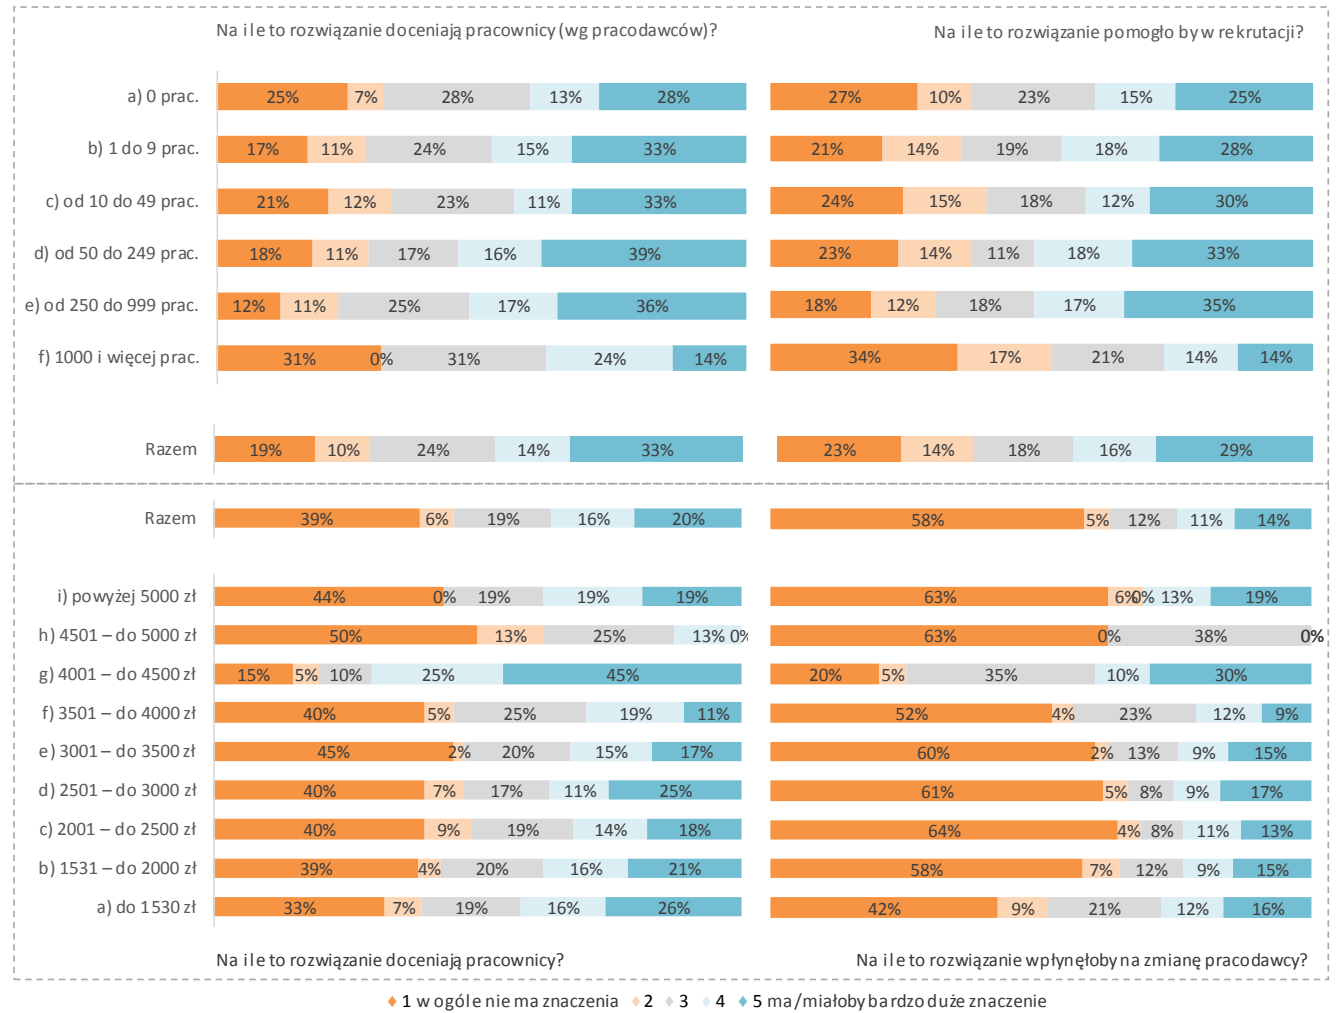 Na ile to rozwiązanie doceniają pracownicy (wg pracodawców)? Na ile to rozwiązanie pomogło by w rekrutacji?
a) 0 prac. 25% 7% 28% 13% 28% 27% 10% 23% 15% 25%
b) 1 do 9 prac. 17% 11% 24% 15% 33% 21% 14% 19% 18% 28%
c) od 10 do 49 prac. 21% 12% 23% 11% 33% 24% 15% 18% 12% 30%
d) od 50 do 249 prac. 18% 11% 17% 16% 39% 23% 14% 11% 18% 33%
e) od 250 do 999 prac. 12% 11% 25% 17% 36% 18% 12% 18% 17% 35%
f) 1000 i więcej prac. 31% 0% 31% 24% 14% 34% 17% 21% 14% 14%
Razem 19% 10% 24% 14% 33% 23% 14% 18% 16% 29%
Razem 39% 6% 19% 16% 20% 58% 5% 12% 11% 14%
i) powyżej 5000 zł 44% 0% 19% 19% 19% 63% 6% 0% 13% 19%
h) 4501 – do 5000 zł 50% 13% 25% 13% 0% 63% 0% 38% 0%
g) 4001 – do 4500 zł 15% 5% 10% 25% 45% 20% 5% 35% 10% 30%
f) 3501 – do 4000 zł 40% 5% 25% 19% 11% 52% 4% 23% 12% 9%
e) 3001 – do 3500 zł 45% 2% 20% 15% 17% 60% 2% 13% 9% 15%
d) 2501 – do 3000 zł 40% 7% 17% 11% 25% 61% 5% 8% 9% 17%
c) 2001 – do 2500 zł 40% 9% 19% 14% 18% 64% 4% 8% 11% 13%
b) 1531 – do 2000 zł 39% 4% 20% 16% 21% 58% 7% 12% 9% 15%
a) do 1530 zł 33% 7% 19% 16% 26% 42% 9% 21% 12% 16%
Na ile to rozwiązanie doceniają pracownicy? Na ile to rozwiązanie wpłynęłoby na zmianę pracodawcy?
1 w ogóle nie ma znaczenia 2 3 4 5 ma/miałoby bardzo duże znaczenie